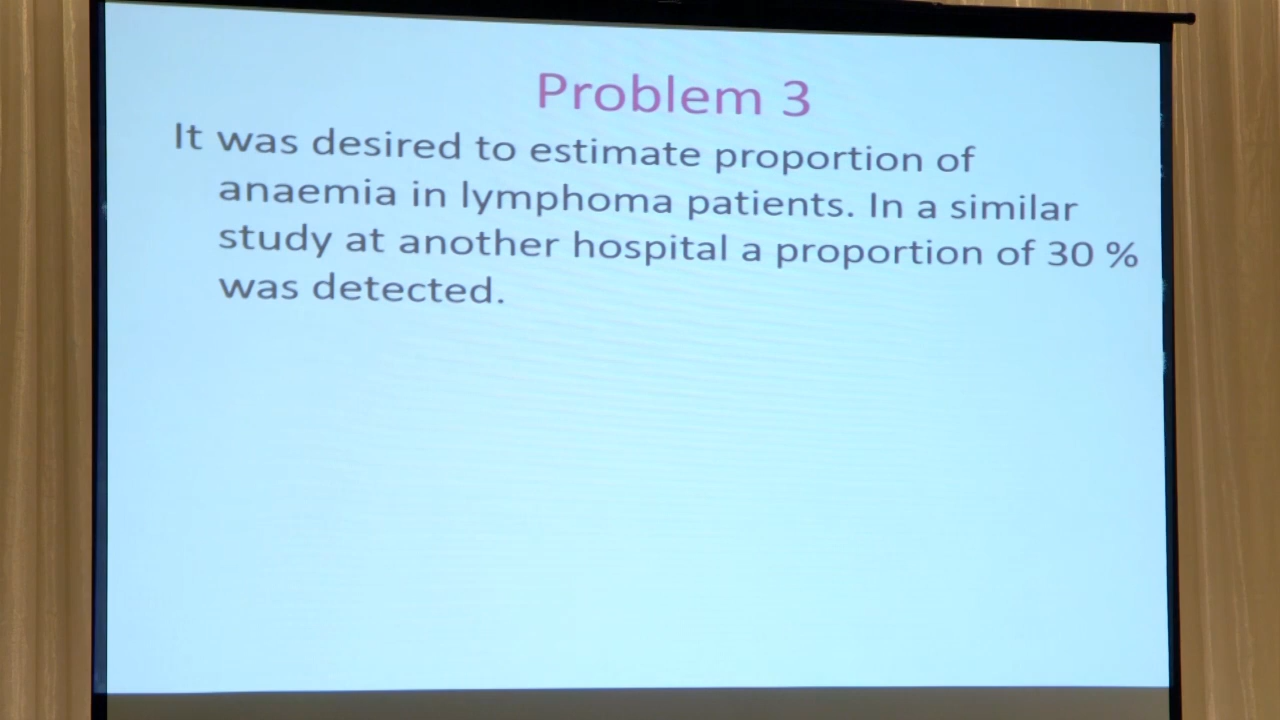 Problem 3
It was desired to estimate proportion of
anaemia in lymphoma patients. In a similar
study at another hospital a proportion of 30 %
was detected.